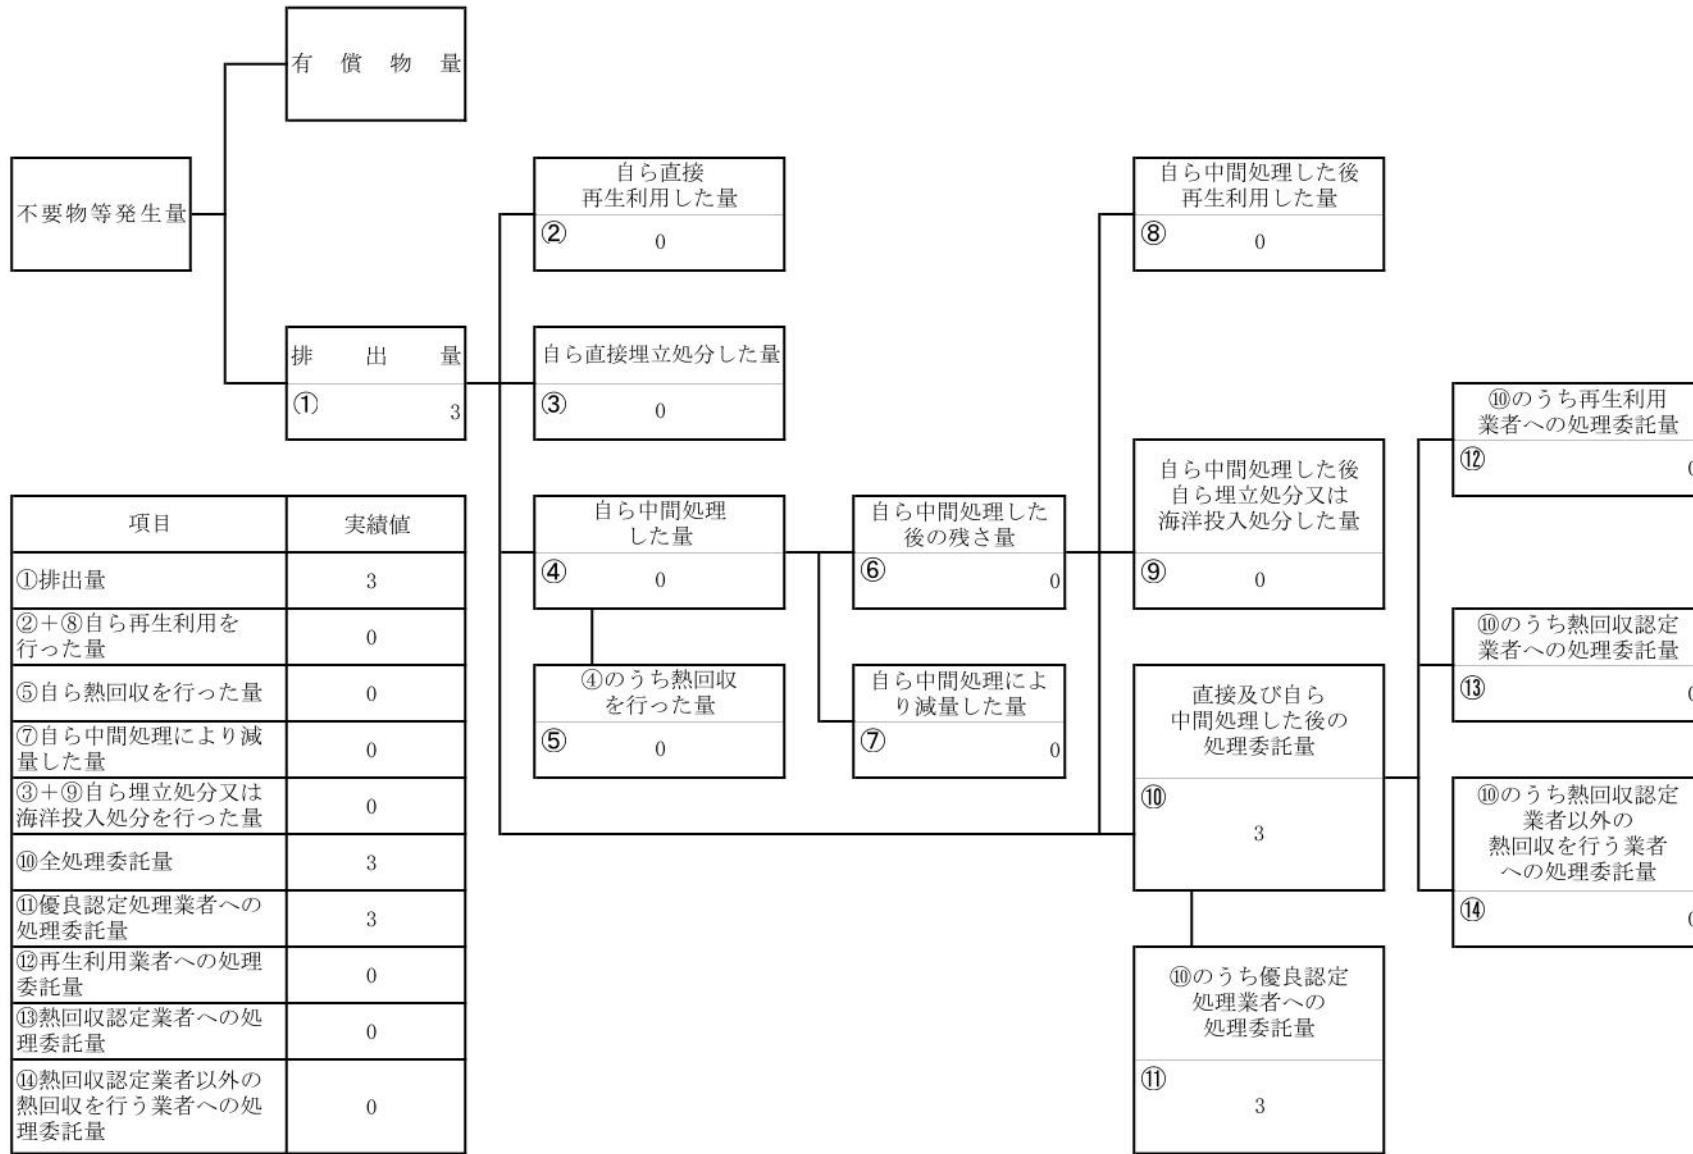 有償物量
不要物等発生量
自ら直接
再生利用した量
② 0
自ら中間処理した後
再生利用した量
⑧ 0
排出量
① 3
自ら直接埋立処分した量
③ 0
⑩のうち再生利用
業者への処理委託量
⑫ 0
自ら中間処理した後
自ら埋立処分又は
海洋投入処分した量
⑨ 0
自ら中間処理
した量
④ 0
自ら中間処理した
後の残さ量
⑥ 0
④のうち熱回収
を行った量
⑤ 0
自ら中間処理によ
り減量した量
⑦ 0
直接及び自ら
中間処理した後の
処理委託量
⑩
3
⑩のうち熱回収認定
業者への処理委託量
⑬ 0
⑩のうち熱回収認定
業者以外の
熱回収を行う業者
への処理委託量
⑭ 0
⑩のうち優良認定
処理業者への
処理委託量
⑪
3
項目 実績値
①排出量 3
②+⑧自ら再生利用を
行った量 0
⑤自ら熱回収を行った量 0
⑦自ら中間処理により減
量した量 0
③+⑨自ら埋立処分又は
海洋投入処分を行った量 0
⑩全処理委託量 3
⑪優良認定処理業者への
処理委託量 3
⑫再生利用業者への処理
委託量 0
⑬熱回収認定業者への処
理委託量 0
⑭熱回収認定業者以外の
熱回収を行う業者への処
理委託量 0